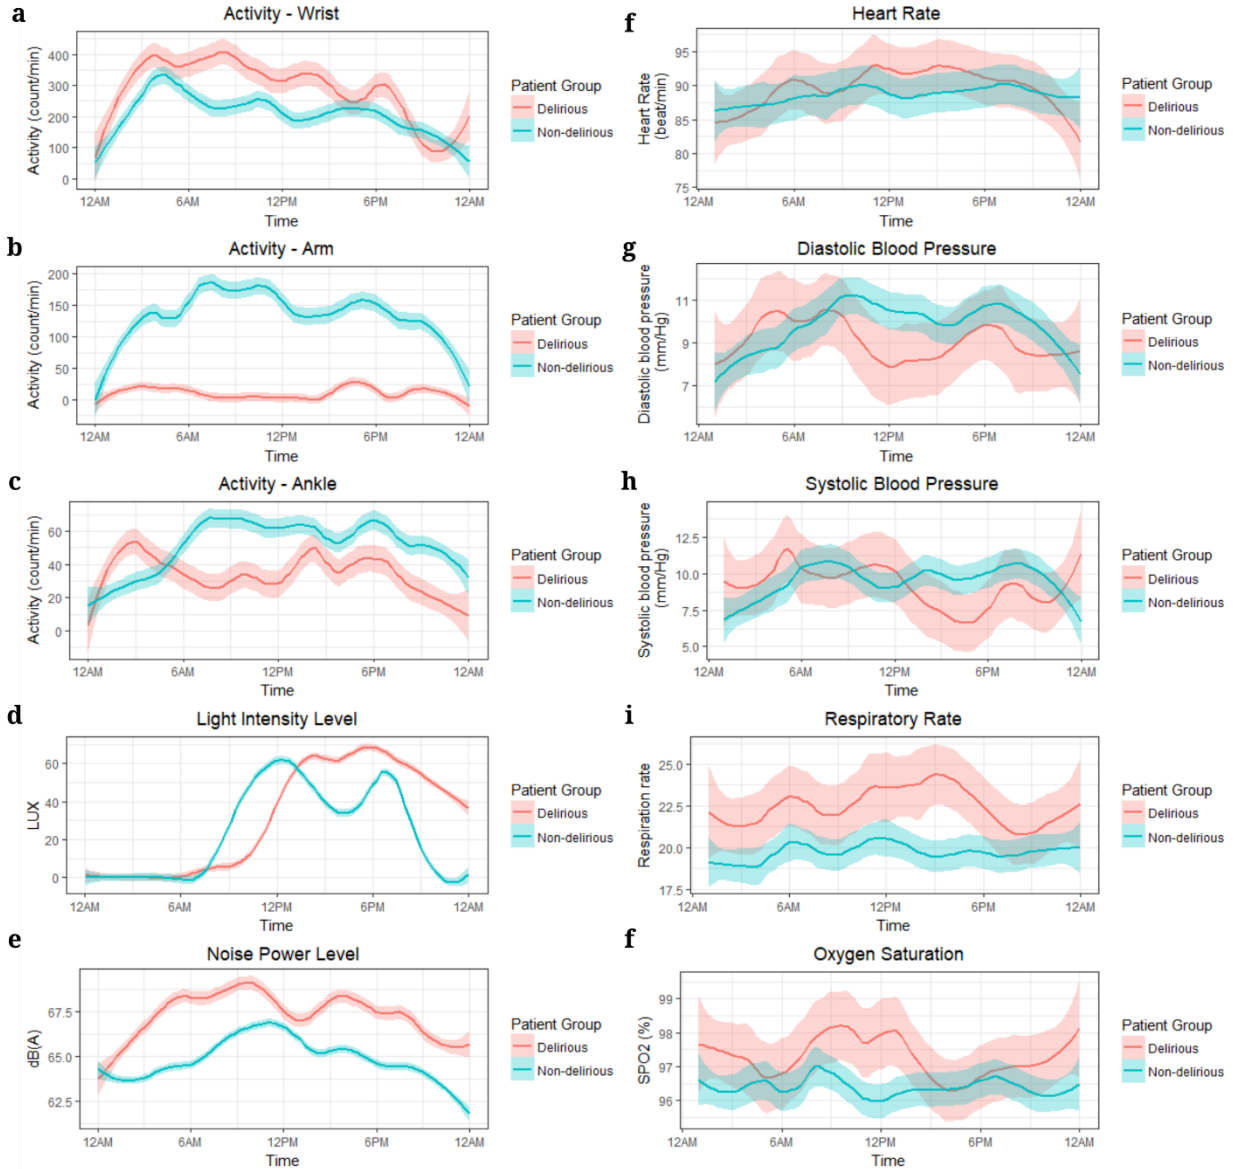 a
Activity - Wrist
Activity (count/min)
400
300
200
100
0
12AM 6AM 12PM 6PM 12AM
Time
Patient Group
Delirious
Non-delirious
b
Activity - Arm
Activity (count/min)
200
150
100
50
0
12AM 6AM 12PM 6PM 12AM
Time
Patient Group
Delirious
Non-delirious
c
Activity - Ankle
Activity (count/min)
60
40
20
0
12AM 6AM 12PM 6PM 12AM
Time
Patient Group
Delirious
Non-delirious
d
Light Intensity Level
LUX
60
40
20
0
12AM 6AM 12PM 6PM 12AM
Time
Patient Group
Delirious
Non-delirious
e
Noise Power Level
dB(A)
67.5
65.0
62.5
12AM 6AM 12PM 6PM 12AM
Time
Patient Group
Delirious
Non-delirious
f
Heart Rate
Heart Rate
(beat/min)
95
90
85
80
75
12AM 6AM 12PM 6PM 12AM
Time
Patient Group
Delirious
Non-delirious
g
Diastolic Blood Pressure
Diastolic blood pressure
(mm/Hg)
11
9
7
12AM 6AM 12PM 6PM 12AM
Time
Patient Group
Delirious
Non-delirious
h
Systolic Blood Pressure
Systolic blood pressure
(mm/Hg)
12.5
10.0
7.5
5.0
12AM 6AM 12PM 6PM 12AM
Time
Patient Group
Delirious
Non-delirious
i
Respiratory Rate
Respiration rate
25.0
22.5
20.0
17.5
12AM 6AM 12PM 6PM 12AM
Time
Patient Group
Delirious
Non-delirious
f
Oxygen Saturation
SPO2 (%)
99
98
97
96
12AM 6AM 12PM 6PM 12AM
Time
Patient Group
Delirious
Non-delirious